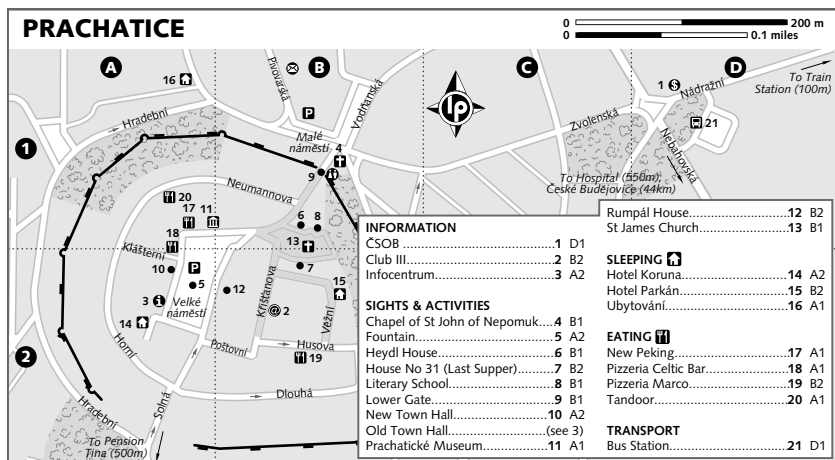 PRACHATICE
0 200 m
0 0.1 miles
A
B
C
D
1
2
16
Pivovarská
P
Vodňanská
lp
1
Nádražní
To Train
Station (100m)
Hradební
Malé
náměstí
4
9
Zvolenská
21
Nebahovská
To Hospital (550m);
České Budějovice (44km)
Neumannova
20
17
11
18
6
8
13
7
Klášterní
10
P
5
12
3
Velké
náměstí
14
Křišťanova
15
@ 2
Věžní
Horní
Poštovní
Husova
19
Dlouhá
Hradební
Solná
To Pension
Tina (500m)
INFORMATION
ČSOB 1 D1
Club III 2 B2
Infocentrum 3 A2
SIGHTS & ACTIVITIES
Chapel of St John of Nepomuk 4 B1
Fountain 5 A2
Heydl House 6 B1
House No 31 (Last Supper) 7 B2
Literary School 8 B1
Lower Gate 9 B1
New Town Hall 10 A2
Old Town Hall (see 3)
Prachatické Museum 11 A1
Rumpál House 12 B2
St James Church 13 B1
SLEEPING
Hotel Koruna 14 A2
Hotel Parkán 15 B2
Ubytování 16 A1
EATING
New Peking 17 A1
Pizzeria Celtic Bar 18 A1
Pizzeria Marco 19 B2
Tandoor 20 A1
TRANSPORT
Bus Station 21 D1